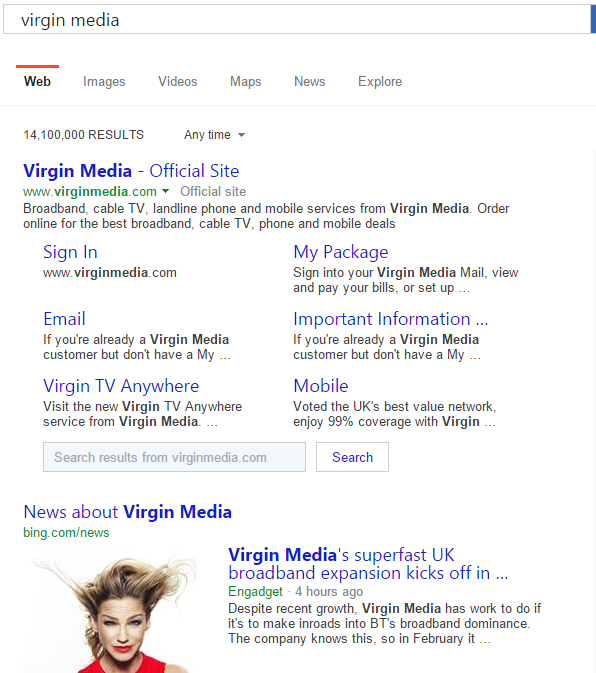 virgin media
Web Images Videos Maps News Explore
14,100,000 RESULTS Any time
Virgin Media - Official Site
www.virginmedia.com Official site
Broadband, cable TV, landline phone and mobile services from Virgin Media. Order
online for the best broadband, cable TV, phone and mobile deals
Sign In
www.virginmedia.com
My Package
Sign into your Virgin Media Mail, view
and pay your bills, or set up ...
Email
If you're already a Virgin Media
customer but don't have a My ...
Important Information ...
If you're already a Virgin Media
customer but don't have a My ...
Virgin TV Anywhere
Visit the new Virgin TV Anywhere
service from Virgin Media. ...
Mobile
Voted the UK's best value network,
enjoy 99% coverage with Virgin ...
Search results from virginmedia.com Search
News about Virgin Media
bing.com/news
Virgin Media's superfast UK
broadband expansion kicks off in ...
Engadget · 4 hours ago
Despite recent growth, Virgin Media has work to do if
it's to make inroads into BT's broadband dominance.
The company knows this, so in February it ...